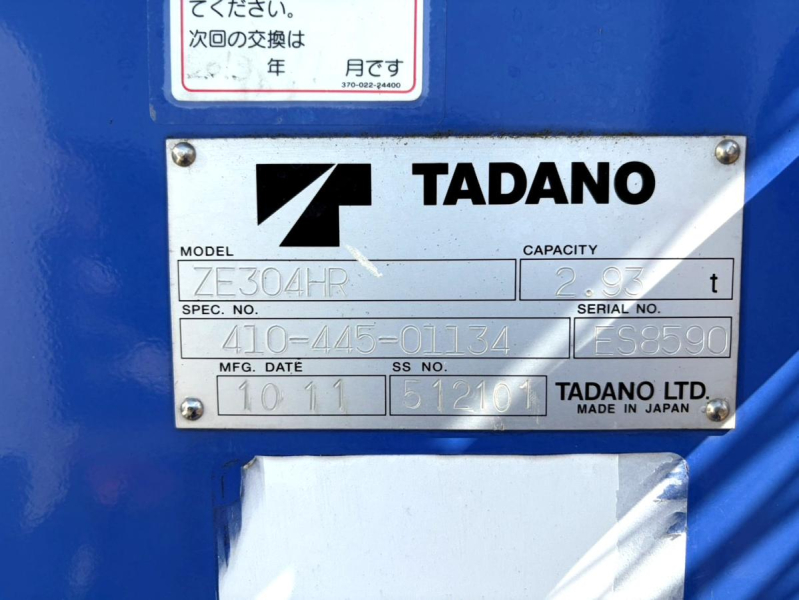 てください。
次回の交換は
年 月です
370-022-24400
TADANO
MODEL CAPACITY
ZE304HR 2.93 t
SPEC. NO. SERIAL NO.
410-445-01134 ES8590
MFG. DATE SS NO.
10 11 512101 TADANO LTD.
MADE IN JAPAN